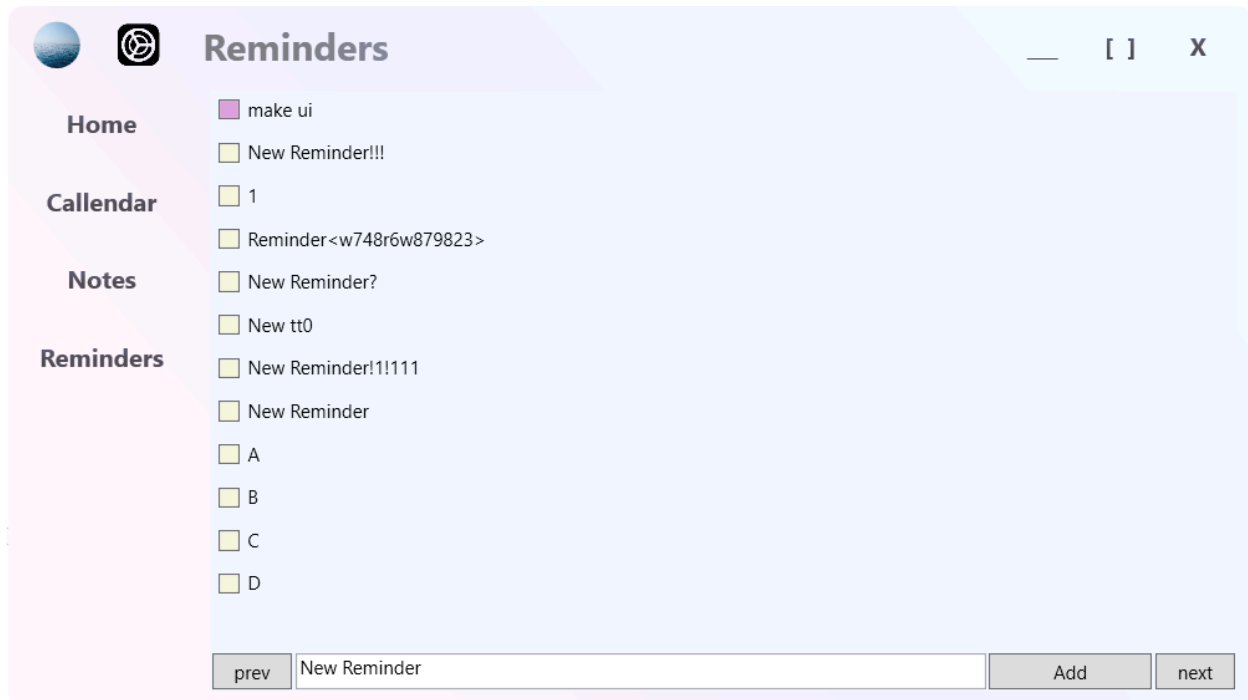 Reminders
__ [ ] X
Home
Callendar
Notes
Reminders
make ui
New Reminder!!!
1
Reminder<w748r6w879823>
New Reminder?
New tt0
New Reminder!1!111
New Reminder
A
B
C
D
prev New Reminder Add next